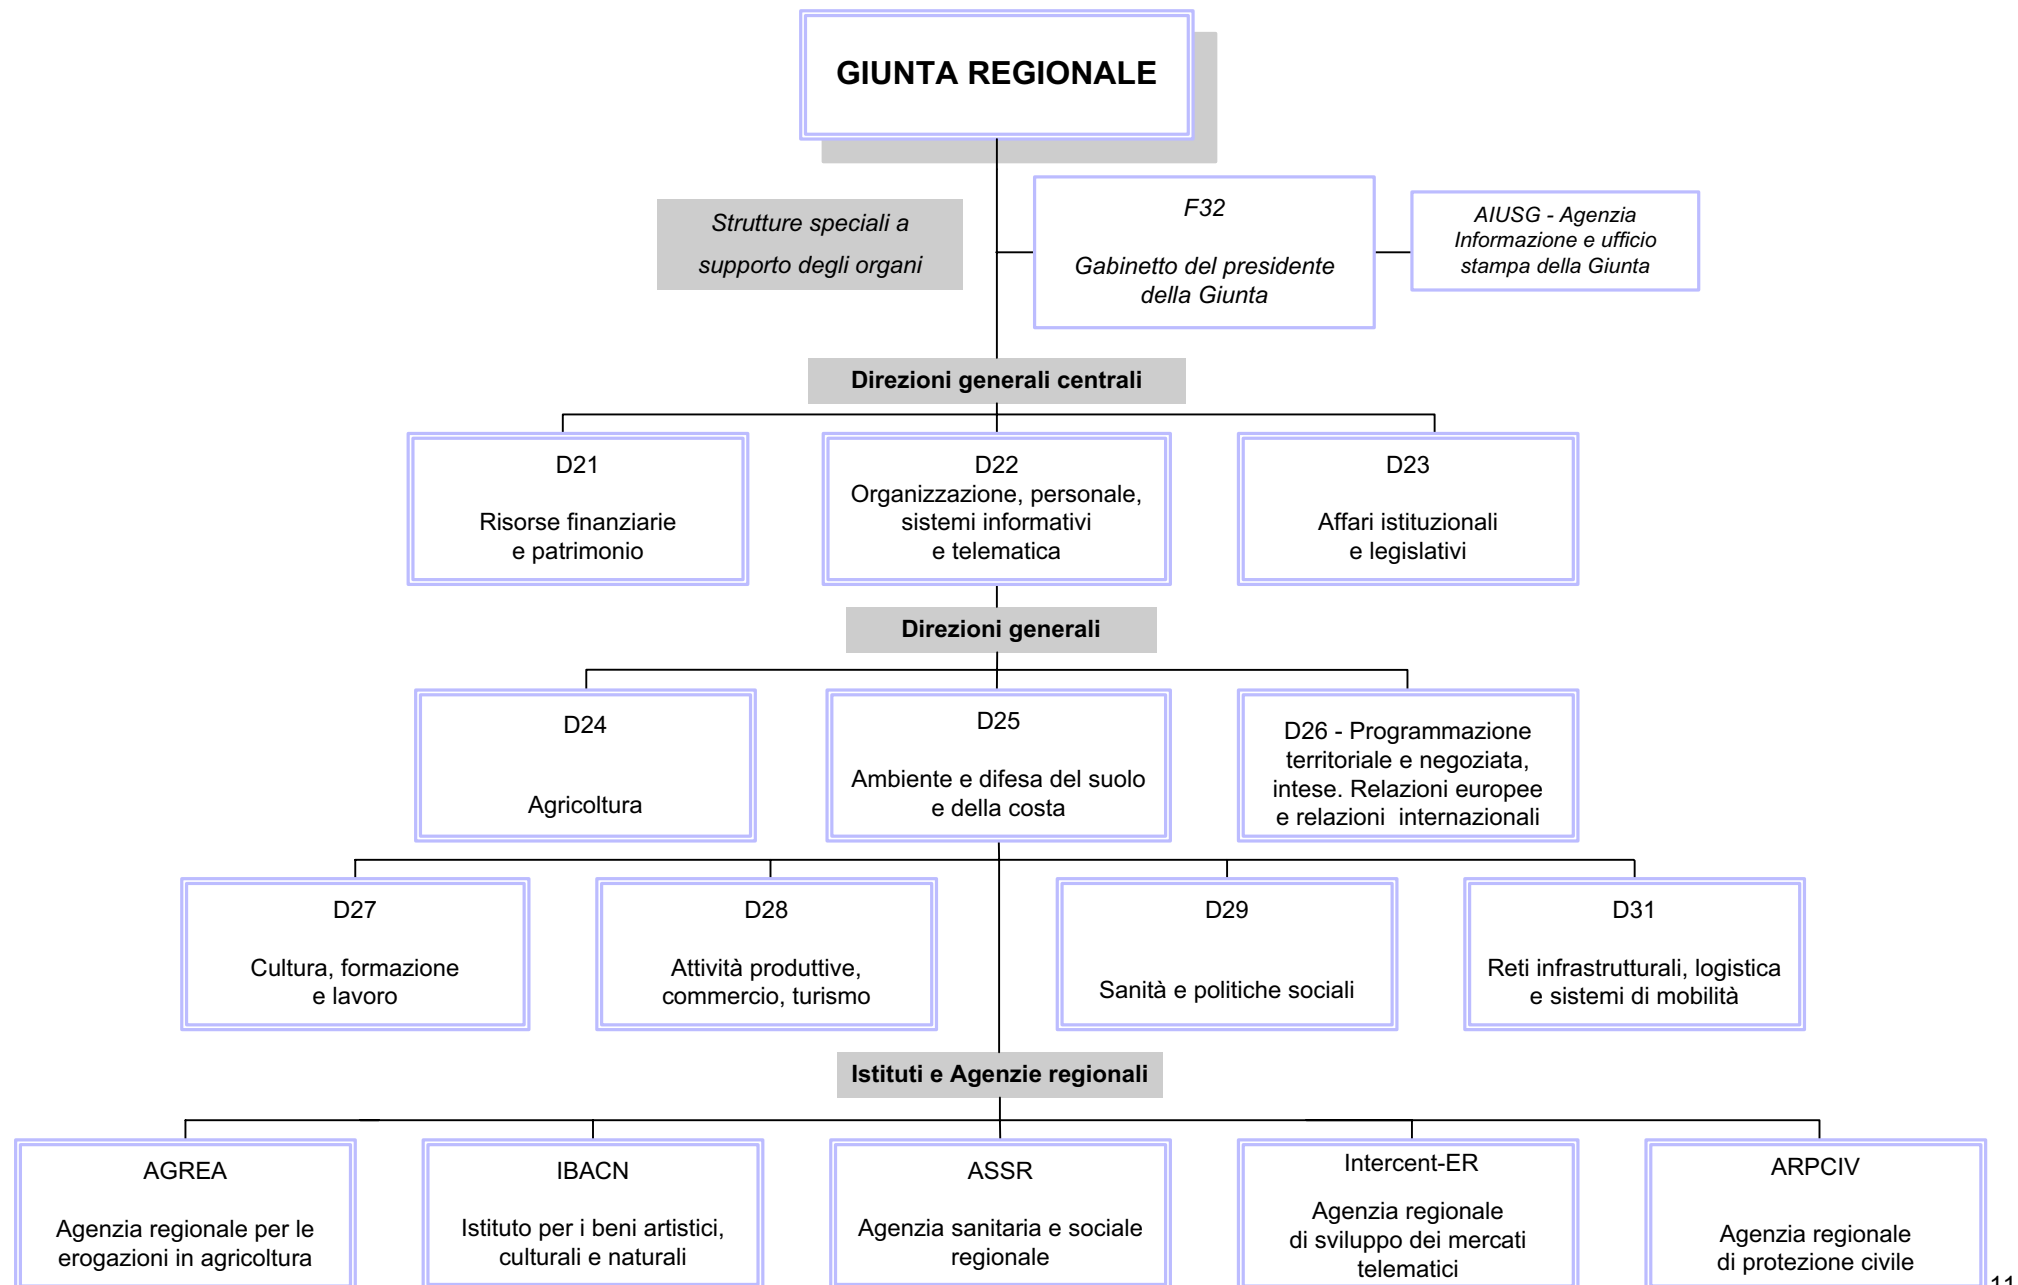 GIUNTA REGIONALE
Strutture speciali a
supporto degli organi
F32
Gabinetto del presidente
della Giunta
AIUSG - Agenzia
Informazione e ufficio
stampa della Giunta
Direzioni generali centrali
D21
Risorse finanziarie
e patrimonio
D22
Organizzazione, personale,
sistemi informativi
e telematica
D23
Affari istituzionali
e legislativi
Direzioni generali
D24
Agricoltura
D25
Ambiente e difesa del suolo
e della costa
D26 - Programmazione
territoriale e negoziata,
intese. Relazioni europee
e relazioni internazionali
D27
Cultura, formazione
e lavoro
D28
Attività produttive,
commercio, turismo
D29
Sanità e politiche sociali
D31
Reti infrastrutturali, logistica
e sistemi di mobilità
Istituti e Agenzie regionali
AGREA
Agenzia regionale per le
erogazioni in agricoltura
IBACN
Istituto per i beni artistici,
culturali e naturali
ASSR
Agenzia sanitaria e sociale
regionale
Intercent-ER
Agenzia regionale
di sviluppo dei mercati
telematici
ARPCIV
Agenzia regionale
di protezione civile
11